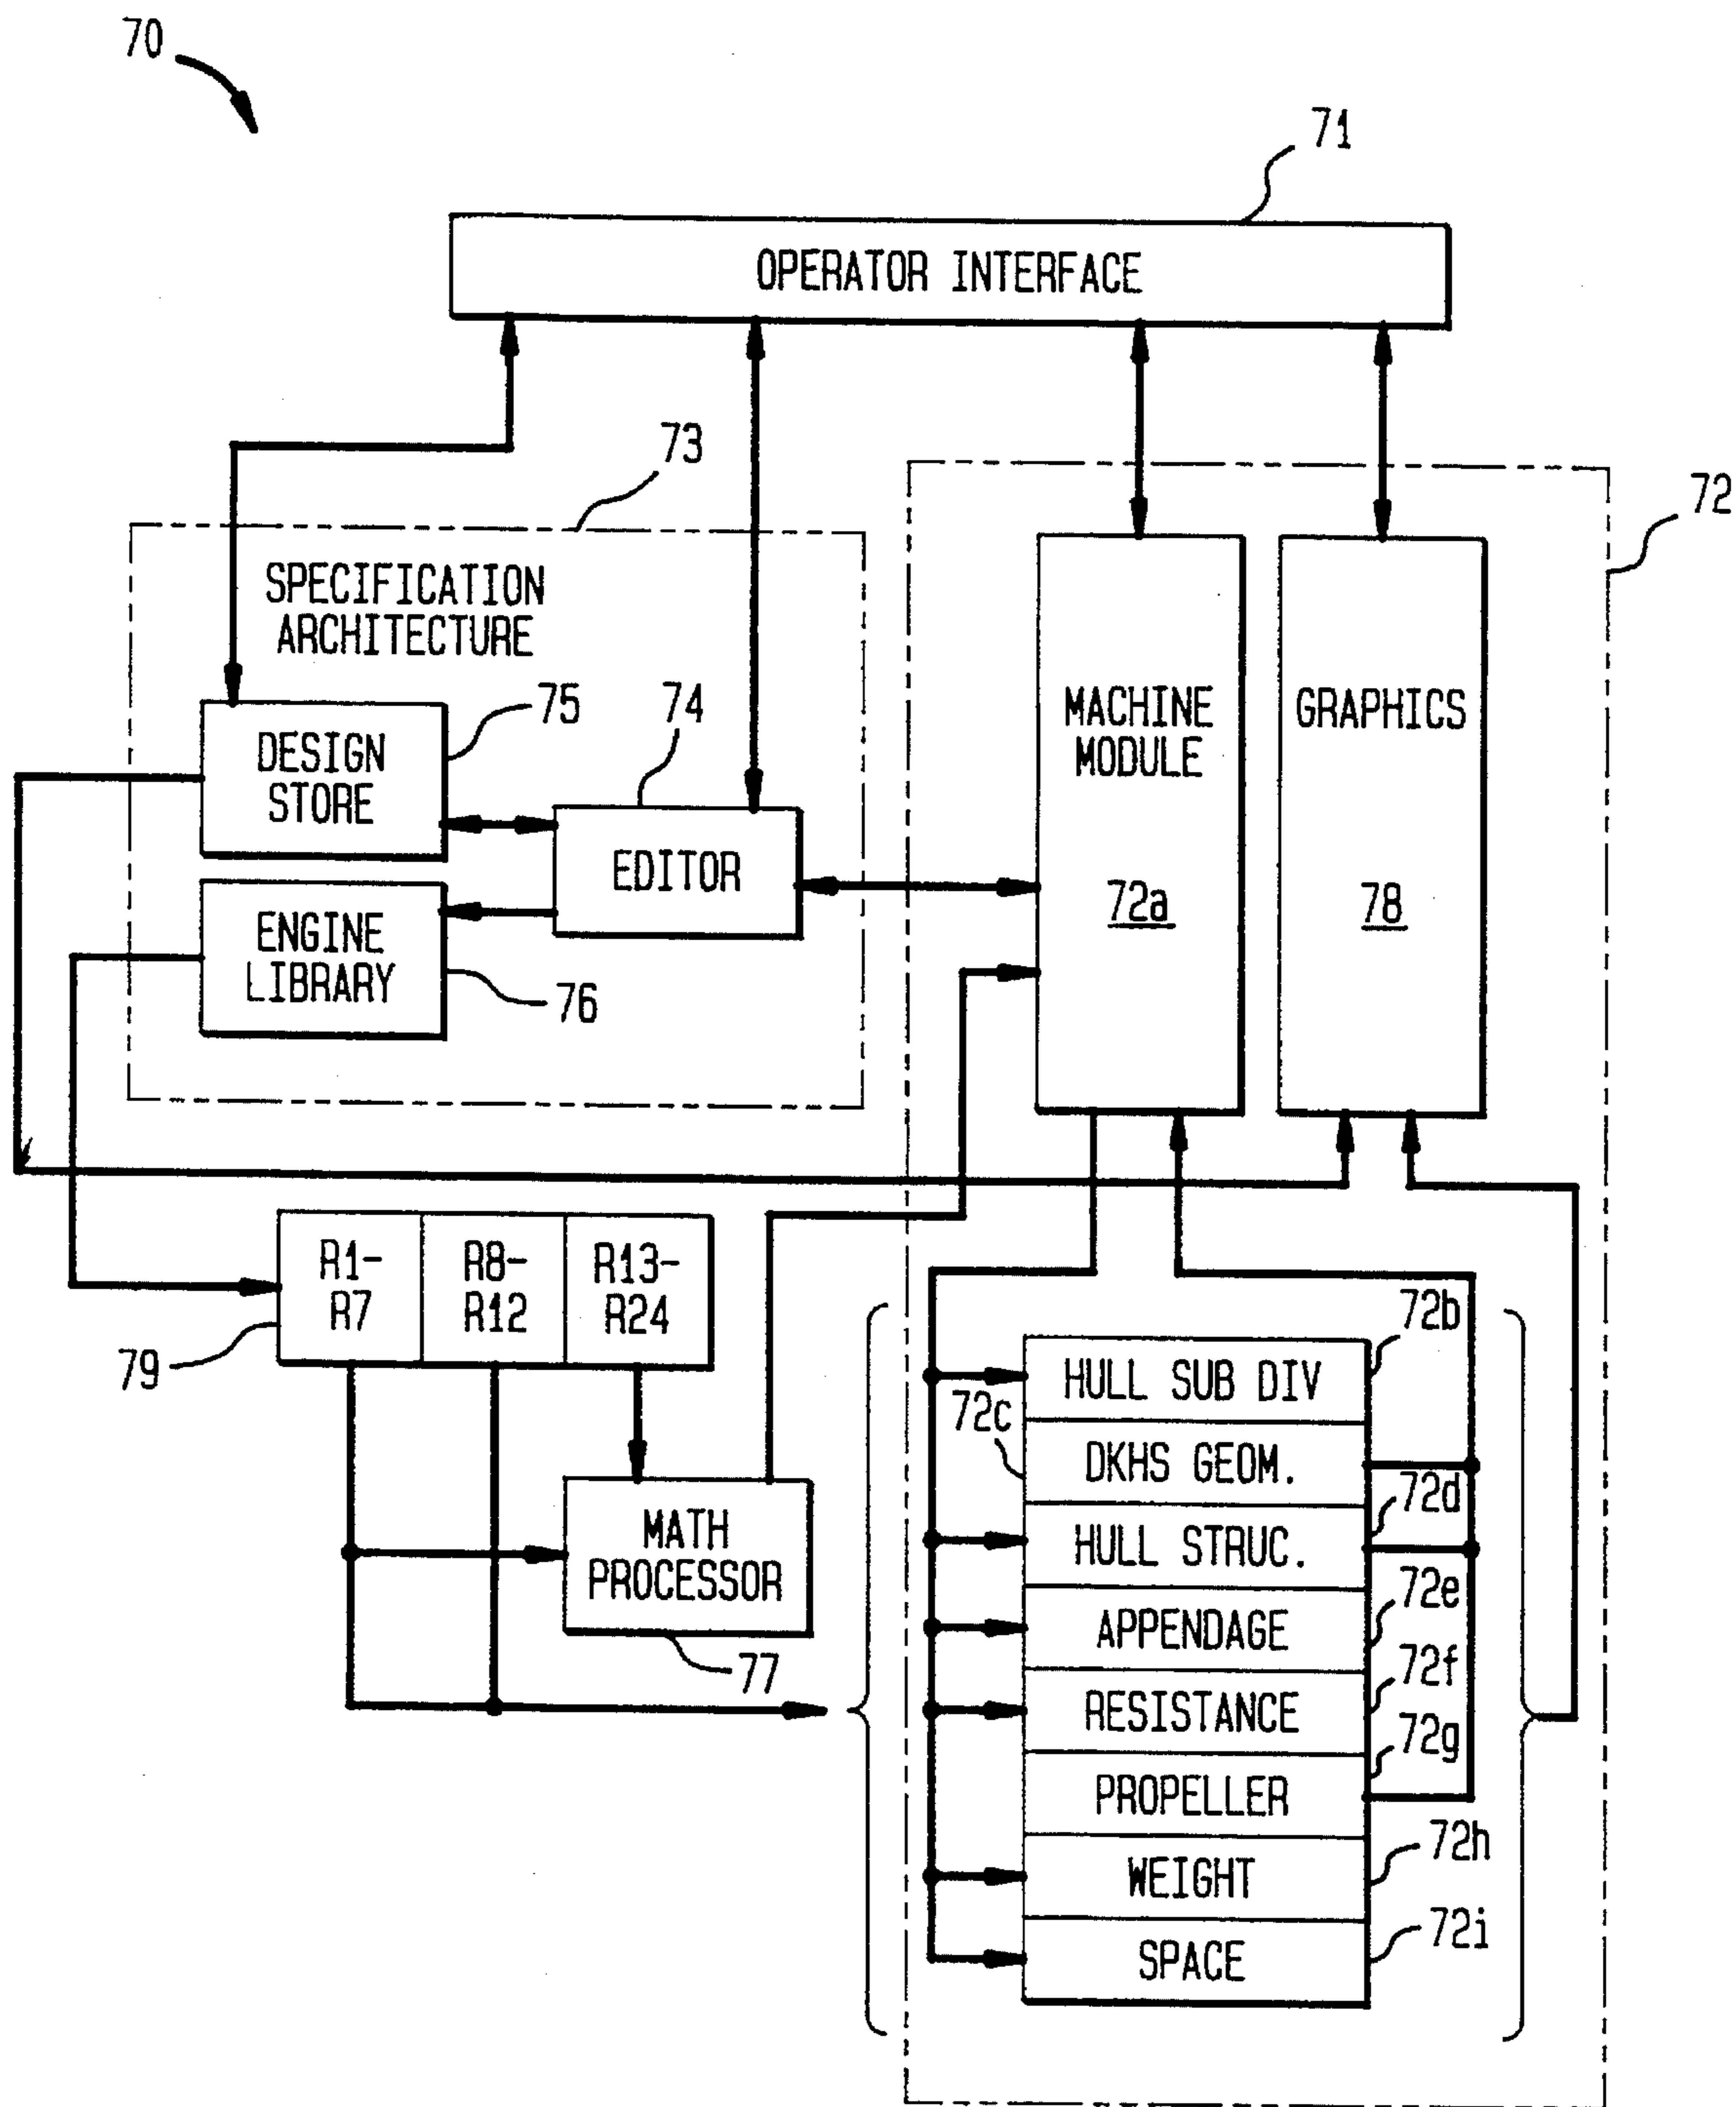 70
71
OPERATOR INTERFACE
73
72
SPECIFICATION
ARCHITECTURE
75
74
DESIGN
STORE
EDITOR
ENGINE
LIBRARY
76
MACHINE
MODULE
72a
GRAPHICS
78
R1-
R7
R8-
R12
R13-
R24
79
MATH
PROCESSOR
77
72b
HULL SUB DIV
72c
DKHS GEOM.
72d
HULL STRUC.
72e
APPENDAGE
72f
RESISTANCE
72g
PROPELLER
72h
WEIGHT
72i
SPACE